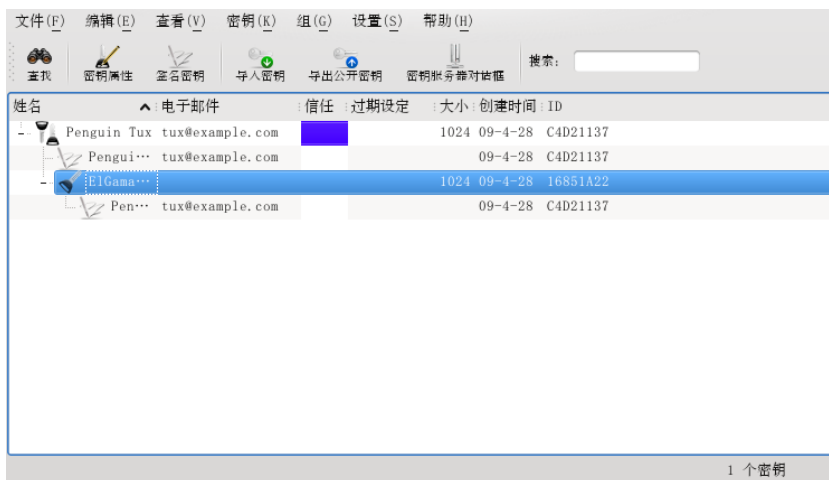 文件(F) 编辑(E) 查看(V) 密钥(K) 组(G) 设置(S) 帮助(H)
查找 密钥属性 签名密钥 导入密钥 导出公开密钥 密钥服务器对话框 搜索:
姓名 电子邮件 信任 过期设定 大小 创建时间 ID
Penguin Tux tux@example.com 1024 09-4-28 C4D21137
Pengui... tux@example.com 09-4-28 C4D21137
ElGama... 1024 09-4-28 16851A22
Pen... tux@example.com 09-4-28 C4D21137
1 个密钥